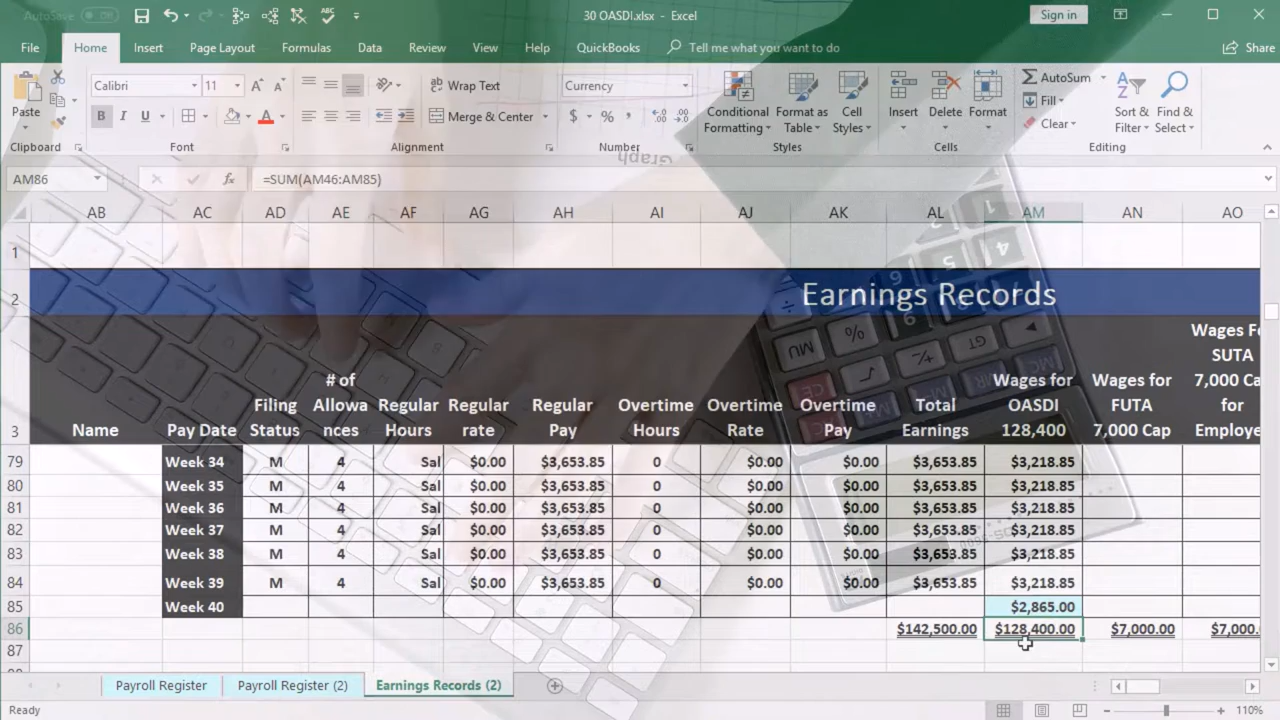 AutoSave Off 30 OASDI.xlsx - Excel Sign in
File Home Insert Page Layout Formulas Data Review View Help QuickBooks Tell me what you want to do Share
Paste Calibri 11 Wrap Text Currency Conditional Formatting Format as Table Cell Styles Insert Delete Format AutoSum Sort & Filter Find & Select
B I U Merge & Center $ % , Fill
Clear
Clipboard Font Alignment Number Styles Cells Editing
Graph
AM86 fx =SUM(AM46:AM85)
AB AC AD AE AF AG AH AI AJ AK AL AM AN AO
1
2 Earnings Records
3 Name Pay Date Filing Status # of Allowa nces Regular Hours Regular rate Regular Pay Overtime Hours Overtime Rate Overtime Pay Total Earnings Wages for OASDI 128,400 Wages for FUTA 7,000 Cap Wages F SUTA 7,000 Ca for Employe
79 Week 34 M 4 Sal $0.00 $3,653.85 0 $0.00 $0.00 $3,653.85 $3,218.85
80 Week 35 M 4 Sal $0.00 $3,653.85 0 $0.00 $0.00 $3,653.85 $3,218.85
81 Week 36 M 4 Sal $0.00 $3,653.85 0 $0.00 $0.00 $3,653.85 $3,218.85
82 Week 37 M 4 Sal $0.00 $3,653.85 0 $0.00 $0.00 $3,653.85 $3,218.85
83 Week 38 M 4 Sal $0.00 $3,653.85 0 $0.00 $0.00 $3,653.85 $3,218.85
84 Week 39 M 4 Sal $0.00 $3,653.85 0 $0.00 $0.00 $3,653.85 $3,218.85
85 Week 40 $2,865.00
86 $142,500.00 $128,400.00 $7,000.00 $7,000.
87
Payroll Register Payroll Register (2) Earnings Records (2)
Ready 110%